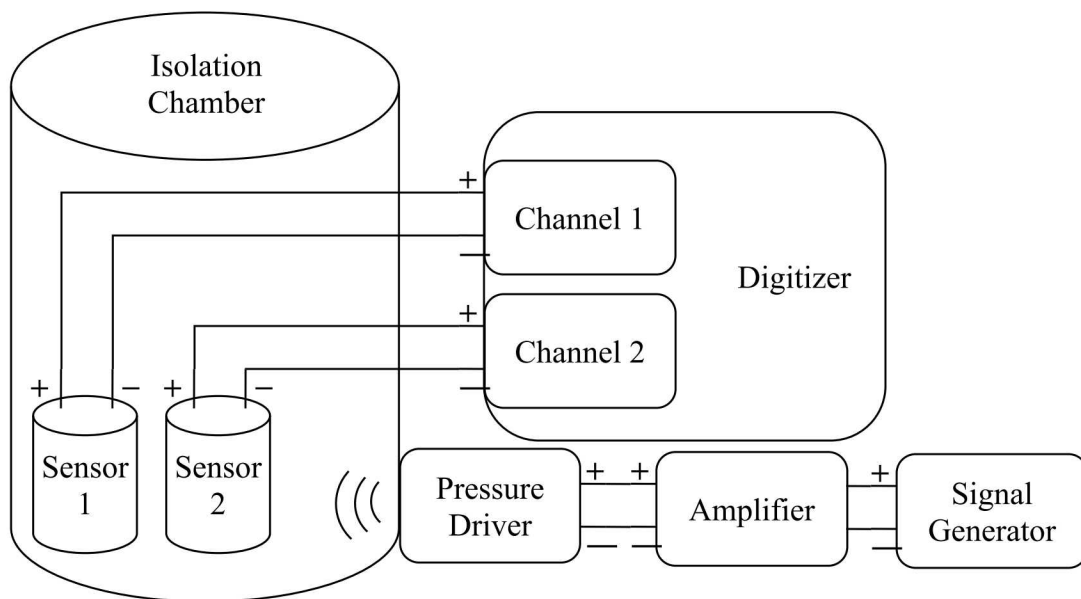 Isolation
Chamber
+
Channel 1
−
Digitizer
+
Channel 2
−
+ −
+ −
Sensor
1
Sensor
2
Pressure
Driver
+ +
− −
Amplifier
+
−
Signal
Generator